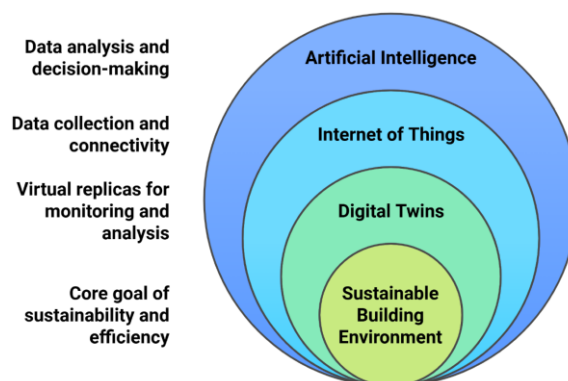 Data analysis and
decision-making
Artificial Intelligence
Data collection and
connectivity
Internet of Things
Virtual replicas for
monitoring and
analysis
Digital Twins
Core goal of
sustainability and
efficiency
Sustainable
Building
Environment